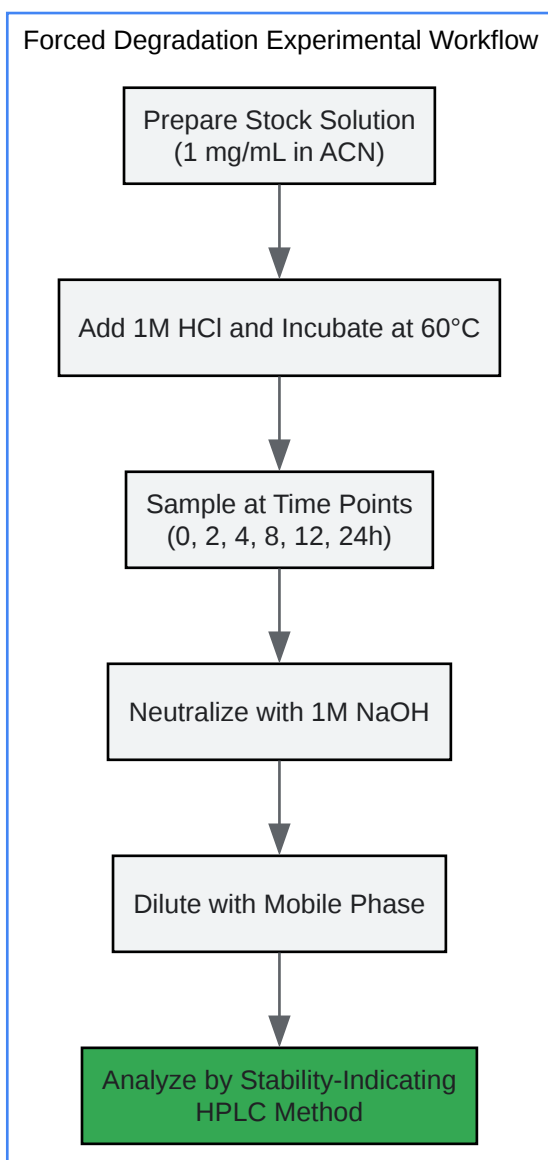 Forced Degradation Experimental Workflow
Prepare Stock Solution
(1 mg/mL in ACN)
Add 1M HCl and Incubate at 60°C
Sample at Time Points
(0, 2, 4, 8, 12, 24h)
Neutralize with 1M NaOH
Dilute with Mobile Phase
Analyze by Stability-Indicating
HPLC Method